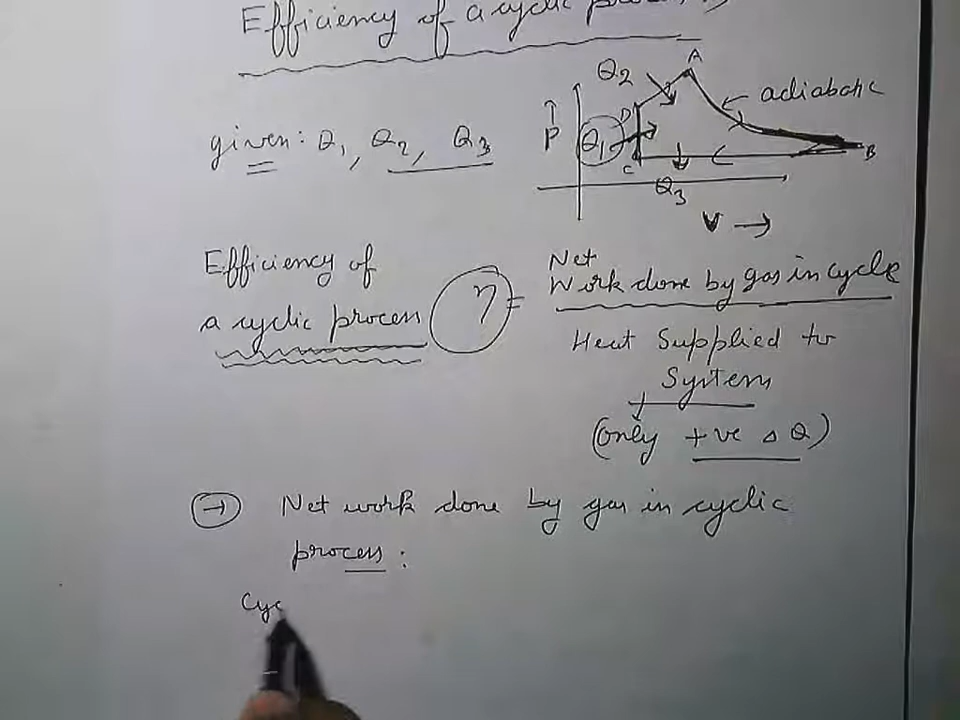 Efficiency of a cyclic process
given: Q1, Q2, Q3
Q2
A
adiabatic
P
Q1
D
B
C
Q3
V →
Efficiency of
a cyclic process
η =
Net
Work done by gas in cycle
Heat Supplied to
System
(only +ve ΔQ)
→ Net work done by gas in cyclic
process:
Cyc